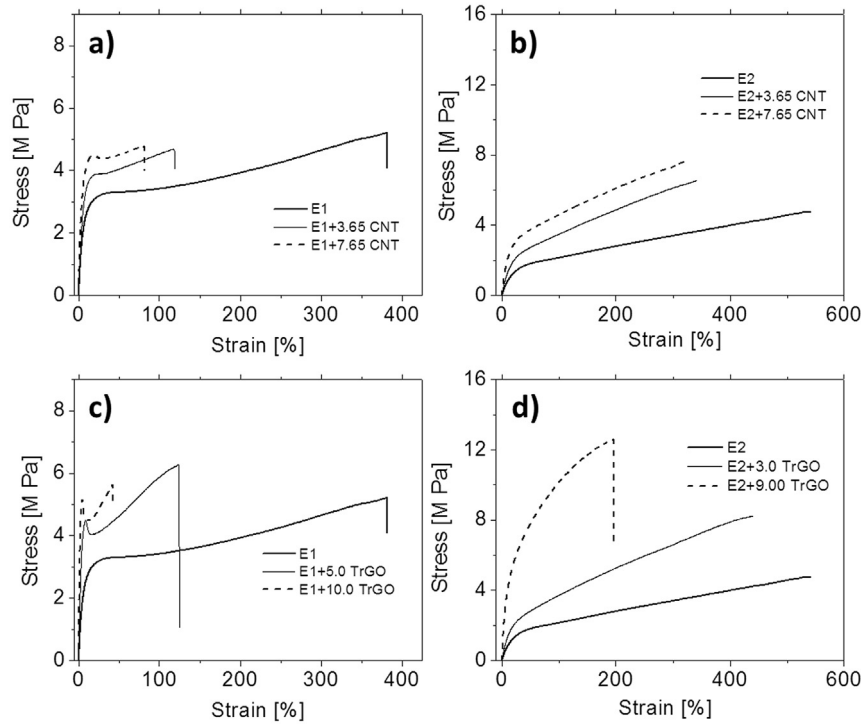 a)
8
6
4
2
0
Stress [M Pa]
E1
E1+3.65 CNT
E1+7.65 CNT
0
100
200
300
400
Strain [%]
b)
16
12
8
4
0
Stress [M Pa]
E2
E2+3.65 CNT
E2+7.65 CNT
0
200
400
600
Strain [%]
c)
8
6
4
2
0
Stress [M Pa]
E1
E1+5.0 TrGO
E1+10.0 TrGO
0
100
200
300
400
Strain [%]
d)
16
12
8
4
0
Stress [M Pa]
E2
E2+3.0 TrGO
E2+9.00 TrGO
0
200
400
600
Strain [%]